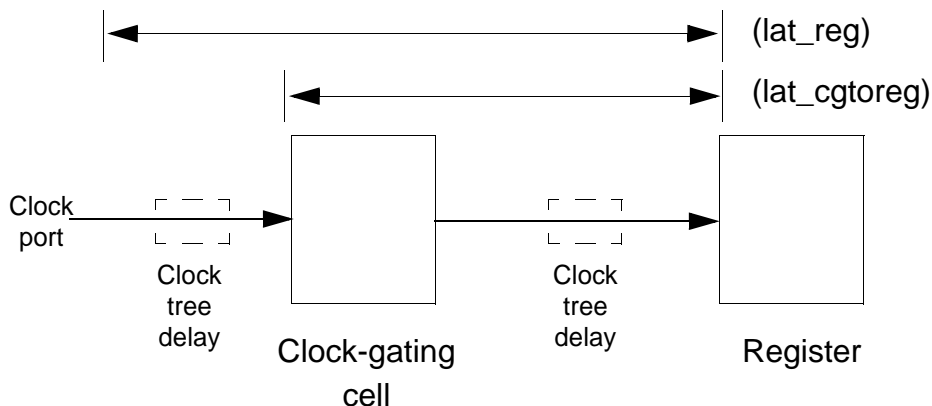 (lat_reg)
(lat_cgtoreg)
Clock
port
Clock
tree
delay
Clock
tree
delay
Clock-gating
cell
Register